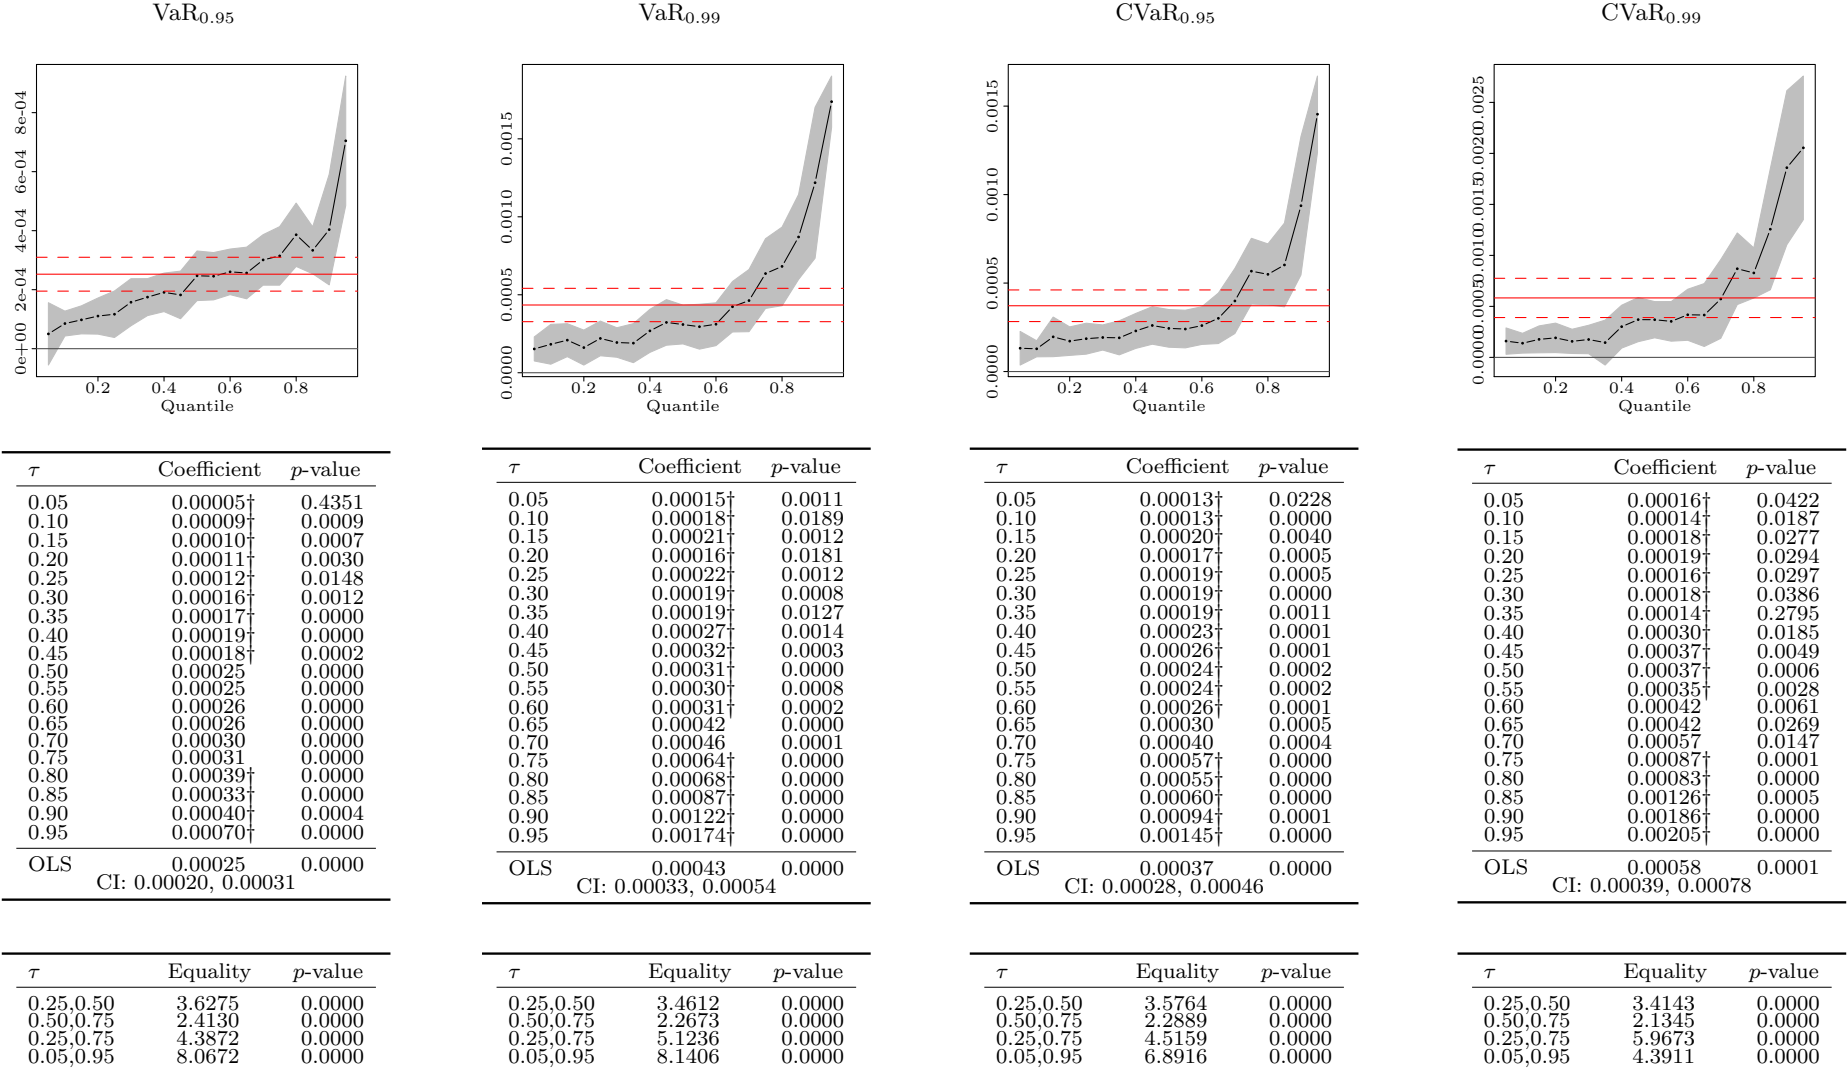 VaR0.95
8e-04
6e-04
4e-04
2e-04
0e+00
0.2 0.4 0.6 0.8
Quantile
τ Coefficient p-value
0.05 0.00005† 0.4351
0.10 0.00009† 0.0009
0.15 0.00010† 0.0007
0.20 0.00011† 0.0030
0.25 0.00012† 0.0148
0.30 0.00016† 0.0012
0.35 0.00017† 0.0000
0.40 0.00019† 0.0000
0.45 0.00018† 0.0002
0.50 0.00025 0.0000
0.55 0.00025 0.0000
0.60 0.00026 0.0000
0.65 0.00026 0.0000
0.70 0.00030 0.0000
0.75 0.00031 0.0000
0.80 0.00039† 0.0000
0.85 0.00033† 0.0000
0.90 0.00040† 0.0004
0.95 0.00070† 0.0000
OLS 0.00025 0.0000
CI: 0.00020, 0.00031
τ Equality p-value
0.25,0.50 3.6275 0.0000
0.50,0.75 2.4130 0.0000
0.25,0.75 4.3872 0.0000
0.05,0.95 8.0672 0.0000
VaR0.99
0.0015
0.0010
0.0005
0.0000
0.2 0.4 0.6 0.8
Quantile
τ Coefficient p-value
0.05 0.00015† 0.0011
0.10 0.00018† 0.0189
0.15 0.00021† 0.0012
0.20 0.00016† 0.0181
0.25 0.00022† 0.0012
0.30 0.00019† 0.0008
0.35 0.00019† 0.0127
0.40 0.00027† 0.0014
0.45 0.00032† 0.0003
0.50 0.00031† 0.0000
0.55 0.00030† 0.0008
0.60 0.00031† 0.0002
0.65 0.00042 0.0000
0.70 0.00046 0.0001
0.75 0.00064† 0.0000
0.80 0.00068† 0.0000
0.85 0.00087† 0.0000
0.90 0.00122† 0.0000
0.95 0.00174† 0.0000
OLS 0.00043 0.0000
CI: 0.00033, 0.00054
τ Equality p-value
0.25,0.50 3.4612 0.0000
0.50,0.75 2.2673 0.0000
0.25,0.75 5.1236 0.0000
0.05,0.95 8.1406 0.0000
CVaR0.95
0.0015
0.0010
0.0005
0.0000
0.2 0.4 0.6 0.8
Quantile
τ Coefficient p-value
0.05 0.00013† 0.0228
0.10 0.00013† 0.0000
0.15 0.00020† 0.0040
0.20 0.00017† 0.0005
0.25 0.00019† 0.0005
0.30 0.00019† 0.0000
0.35 0.00019† 0.0011
0.40 0.00023† 0.0001
0.45 0.00026† 0.0001
0.50 0.00024† 0.0002
0.55 0.00024† 0.0002
0.60 0.00026† 0.0001
0.65 0.00030 0.0005
0.70 0.00040 0.0004
0.75 0.00057† 0.0000
0.80 0.00055† 0.0000
0.85 0.00060† 0.0000
0.90 0.00094† 0.0001
0.95 0.00145† 0.0000
OLS 0.00037 0.0000
CI: 0.00028, 0.00046
τ Equality p-value
0.25,0.50 3.5764 0.0000
0.50,0.75 2.2889 0.0000
0.25,0.75 4.5159 0.0000
0.05,0.95 6.8916 0.0000
CVaR0.99
0.0025
0.0020
0.0015
0.0010
0.0005
0.0000
0.2 0.4 0.6 0.8
Quantile
τ Coefficient p-value
0.05 0.00016† 0.0422
0.10 0.00014† 0.0187
0.15 0.00018† 0.0277
0.20 0.00019† 0.0294
0.25 0.00016† 0.0297
0.30 0.00018† 0.0386
0.35 0.00014† 0.2795
0.40 0.00030† 0.0185
0.45 0.00037† 0.0049
0.50 0.00037† 0.0006
0.55 0.00035† 0.0028
0.60 0.00042 0.0061
0.65 0.00042 0.0269
0.70 0.00057 0.0147
0.75 0.00087† 0.0001
0.80 0.00083† 0.0000
0.85 0.00126† 0.0005
0.90 0.00186† 0.0000
0.95 0.00205† 0.0000
OLS 0.00058 0.0001
CI: 0.00039, 0.00078
τ Equality p-value
0.25,0.50 3.4143 0.0000
0.50,0.75 2.1345 0.0000
0.25,0.75 5.9673 0.0000
0.05,0.95 4.3911 0.0000